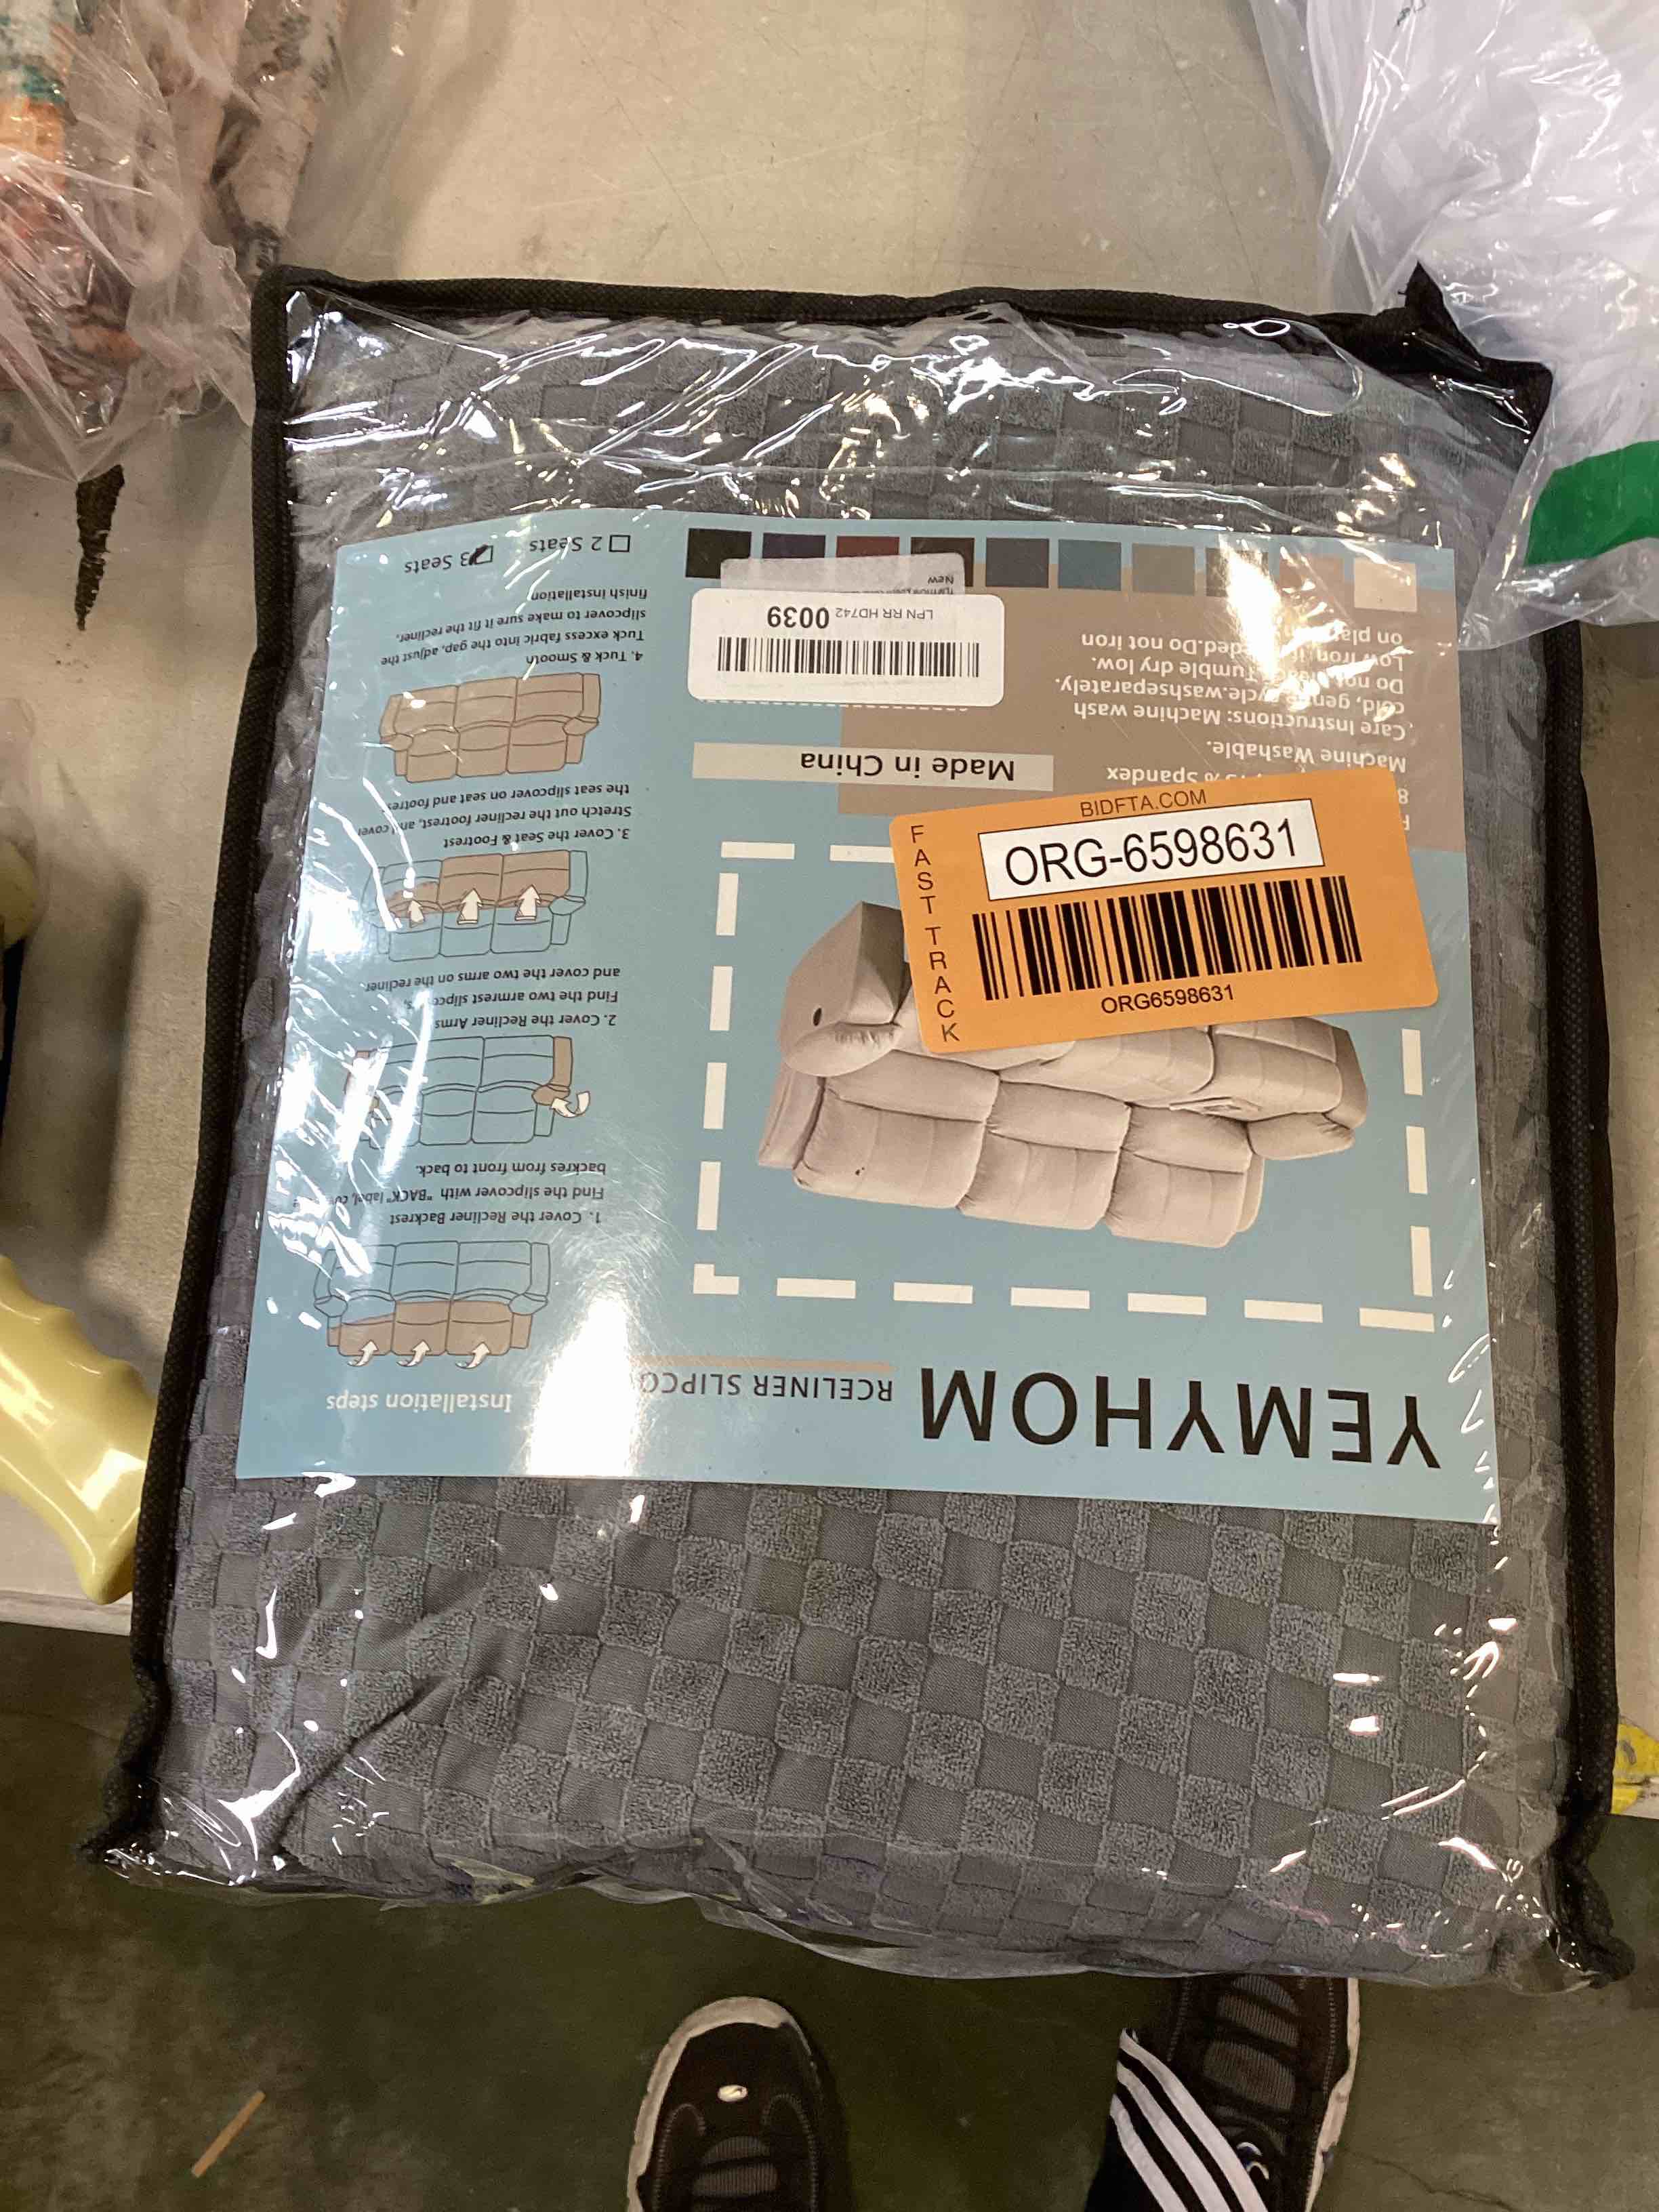 YEMYHOM
RCELINER SLIPCO
Installation steps
1. Cover the Recliner Backrest
Find the slipcover with "BACK" label,
backres from front to back.
2. Cover the Recliner Arms
Find the two armrest
and cover the two arms on the recliner
3. Cover the Seat & Footrest
Stretch out the recliner footrest, and cover
the seat slipcover on seat and footrest
4. Tuck & Smooth
Tuck excess fabric into the gap, adjust the
slipcover to make sure it fit the recliner,
finish installation
2 Seats
3 Seats
BIDFTA.COM
FAST TRACK
ORG-6598631
ORG6598631
% Spandex
Machine Washable.
Care Instructions: Machine wash
cold, gentle cycle.washseparately.
Do not Tumble dry low.
Low iron Do not iron
on
Made in China
LPN RR HD742 0039
New